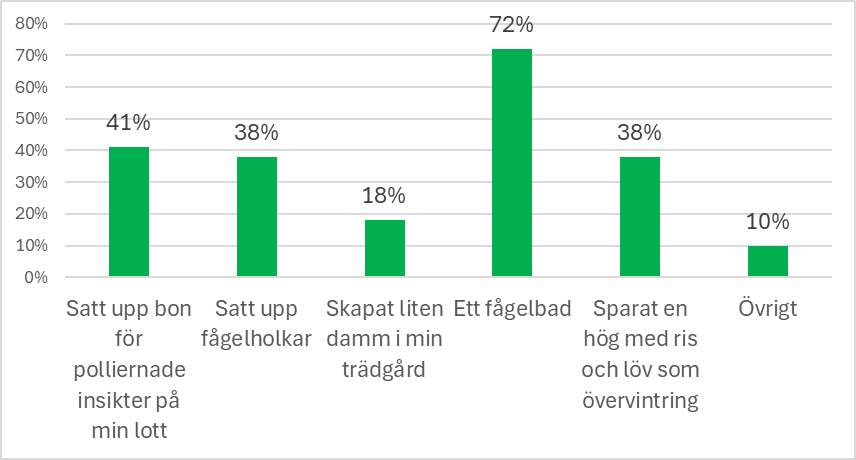 80%
70%
60%
50%
40%
30%
20%
10%
0%
41%
38%
18%
72%
38%
10%
Satt upp bon
för
polliernade
insikter på
min lott
Satt upp
fågelholkar
Skapat liten
damm i min
trädgård
Ett fågelbad
Sparat en
hög med ris
och löv som
övervintring
Övrigt